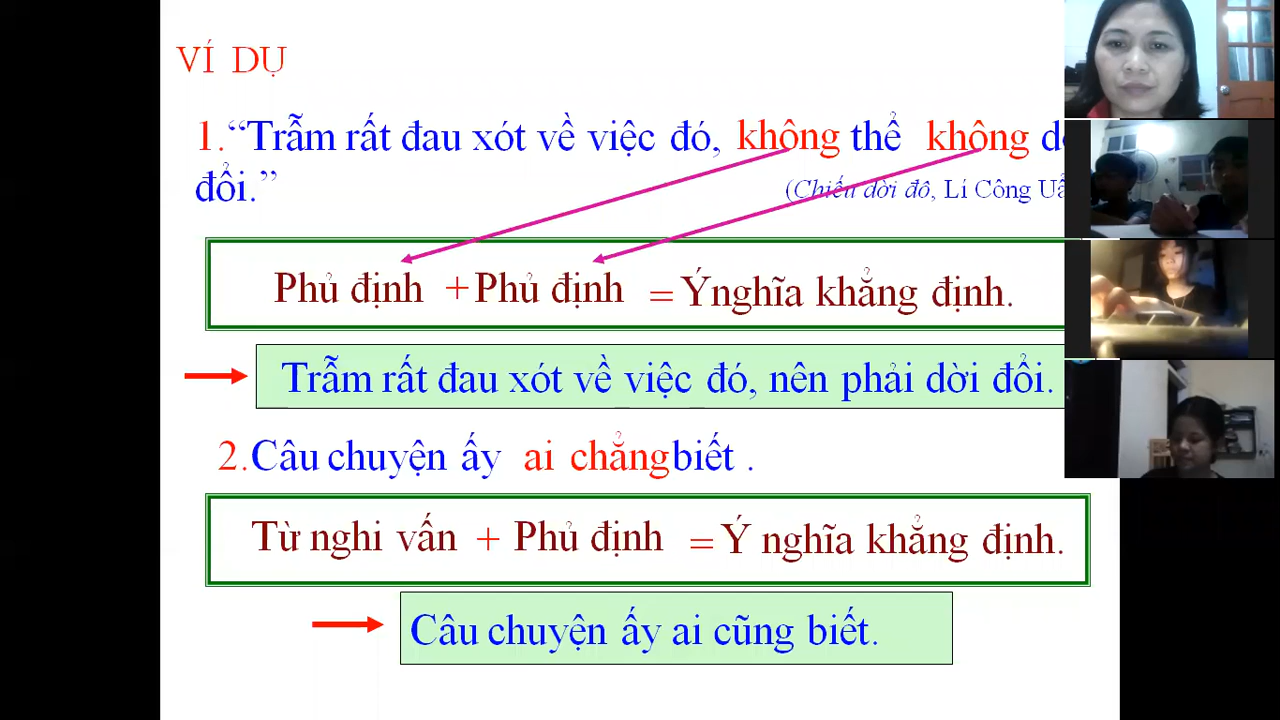 VÍ DỤ
1.“Trẫm rất đau xót về việc đó, không thể không
đổi.”
(Chiếu dời đô, Lí Công
Phủ định + Phủ định = Ýnghĩa khẳng định.
Trẫm rất đau xót về việc đó, nên phải dời đổi.
2.Câu chuyện ấy ai chẳng biết .
Từ nghi vấn + Phủ định = Ý nghĩa khẳng định.
Câu chuyện ấy ai cũng biết.